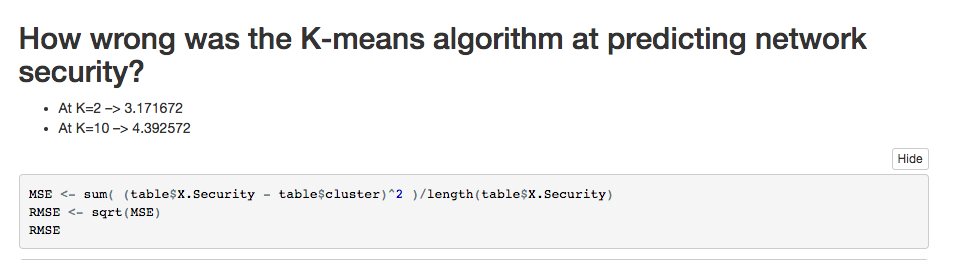 How wrong was the K-means algorithm at predicting network
security?
• At K=2 –> 3.171672
• At K=10 –> 4.392572
Hide
MSE <- sum( (table$X.Security - table$cluster)^2 )/length(table$X.Security)
RMSE <- sqrt(MSE)
RMSE